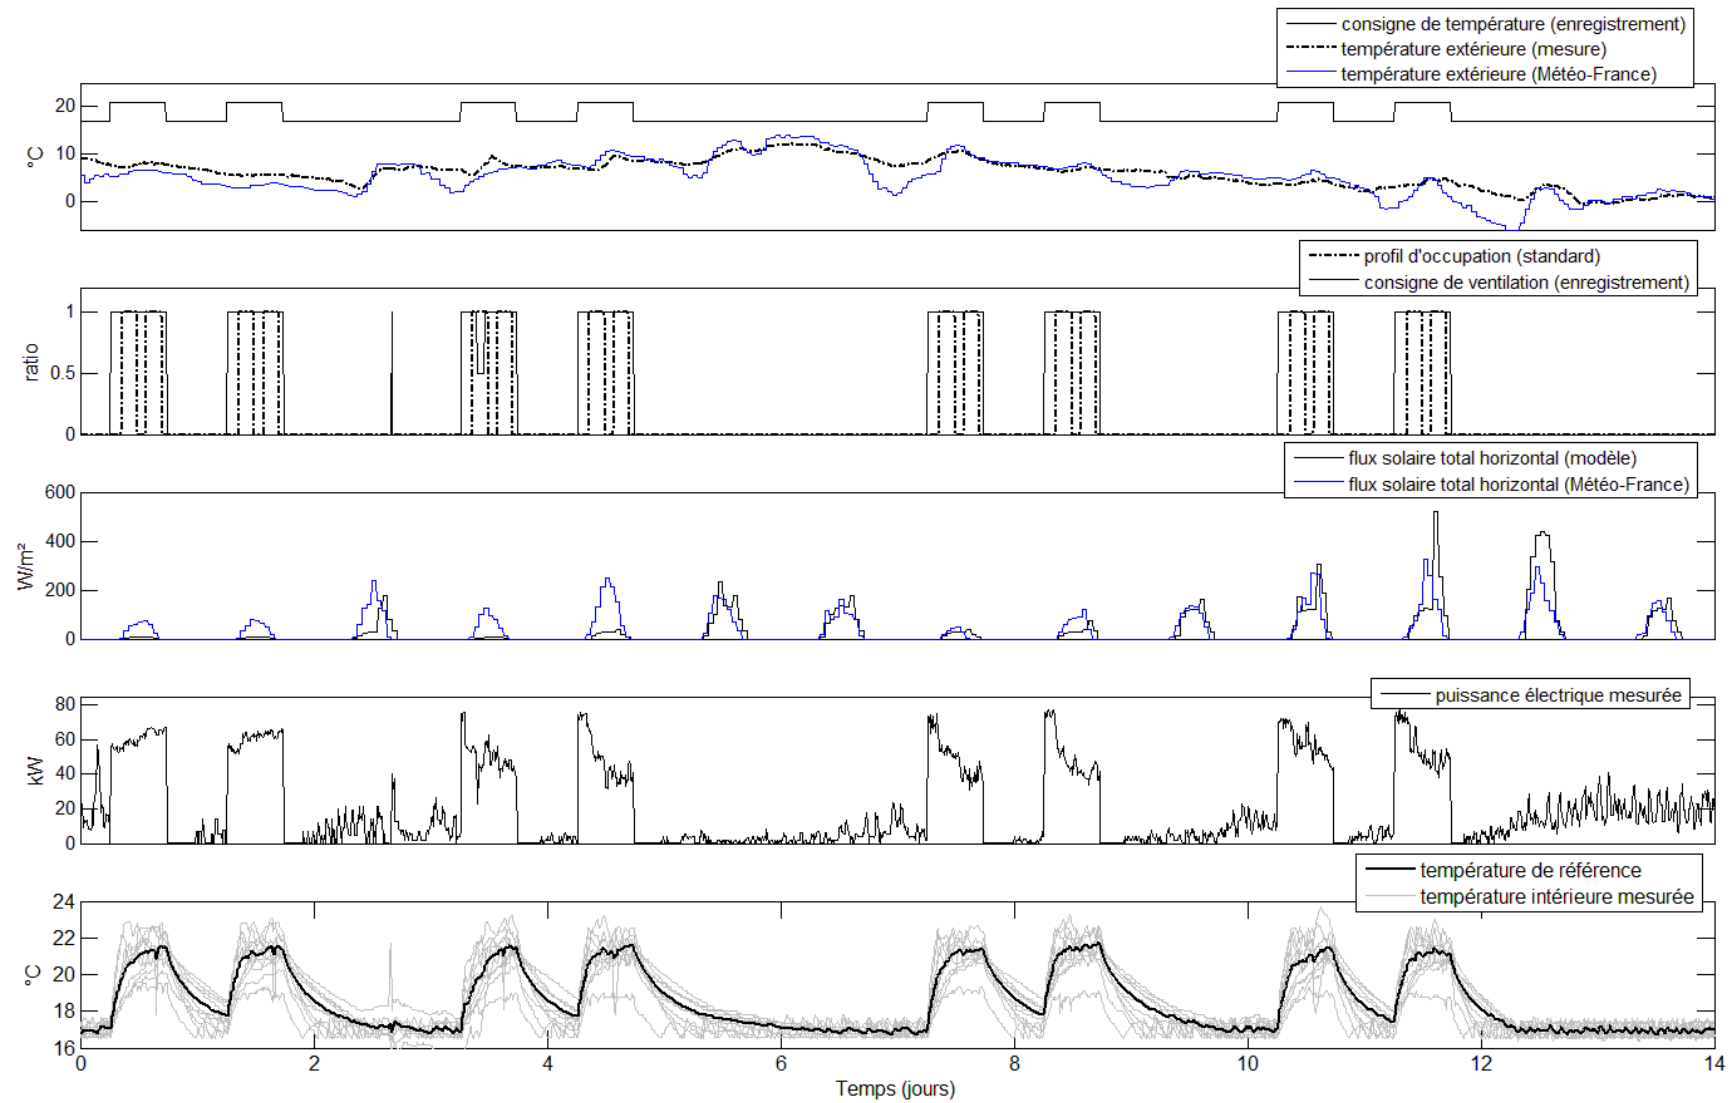 consigne de température (enregistrement)
température extérieure (mesure)
température extérieure (Météo-France)
20
10
0
°C
profil d'occupation (standard)
consigne de ventilation (enregistrement)
1
0.5
0
ratio
flux solaire total horizontal (modèle)
flux solaire total horizontal (Météo-France)
600
400
200
0
W/m²
puissance électrique mesurée
80
60
40
20
0
kW
température de référence
température intérieure mesurée
24
22
20
18
16
°C
0 2 4 6 8 10 12 14
Temps (jours)